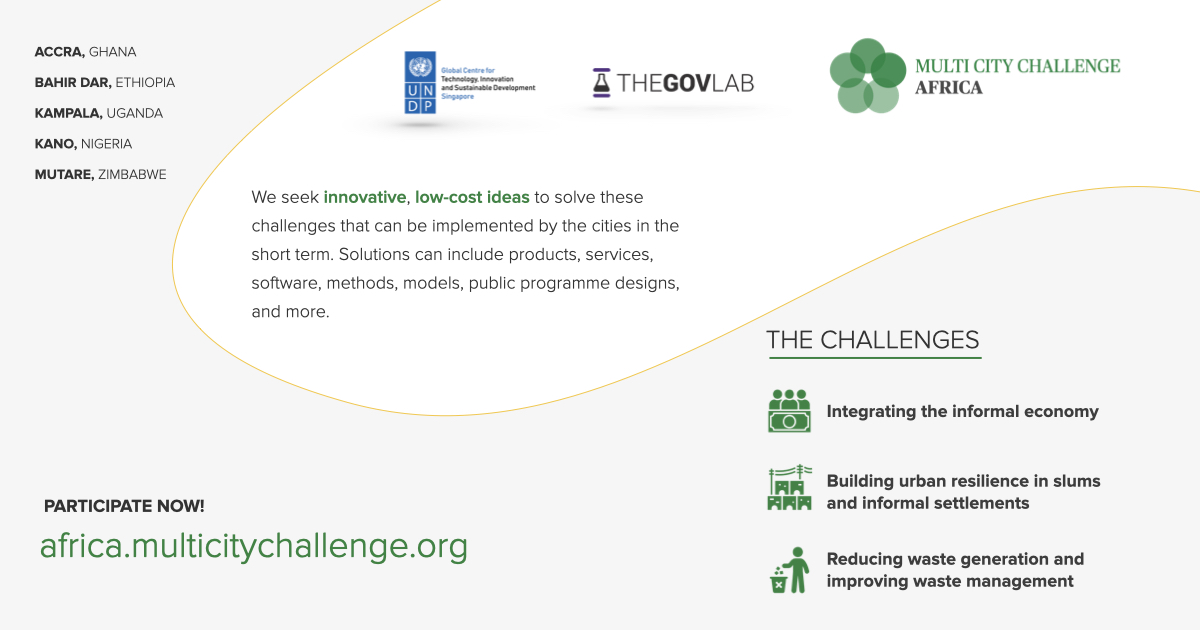 ACCRA, GHANA
BAHIR DAR, ETHIOPIA
KAMPALA, UGANDA
KANO, NIGERIA
MUTARE, ZIMBABWE
UN
DP
Global Centre for
Technology, Innovation
and Sustainable Development
Singapore
THEGOVLAB
MULTI CITY CHALLENGE
AFRICA
We seek innovative, low-cost ideas to solve these
challenges that can be implemented by the cities in the
short term. Solutions can include products, services,
software, methods, models, public programme designs,
and more.
THE CHALLENGES
Integrating the informal economy
Building urban resilience in slums
and informal settlements
Reducing waste generation and
improving waste management
PARTICIPATE NOW!
africa.multicitychallenge.org